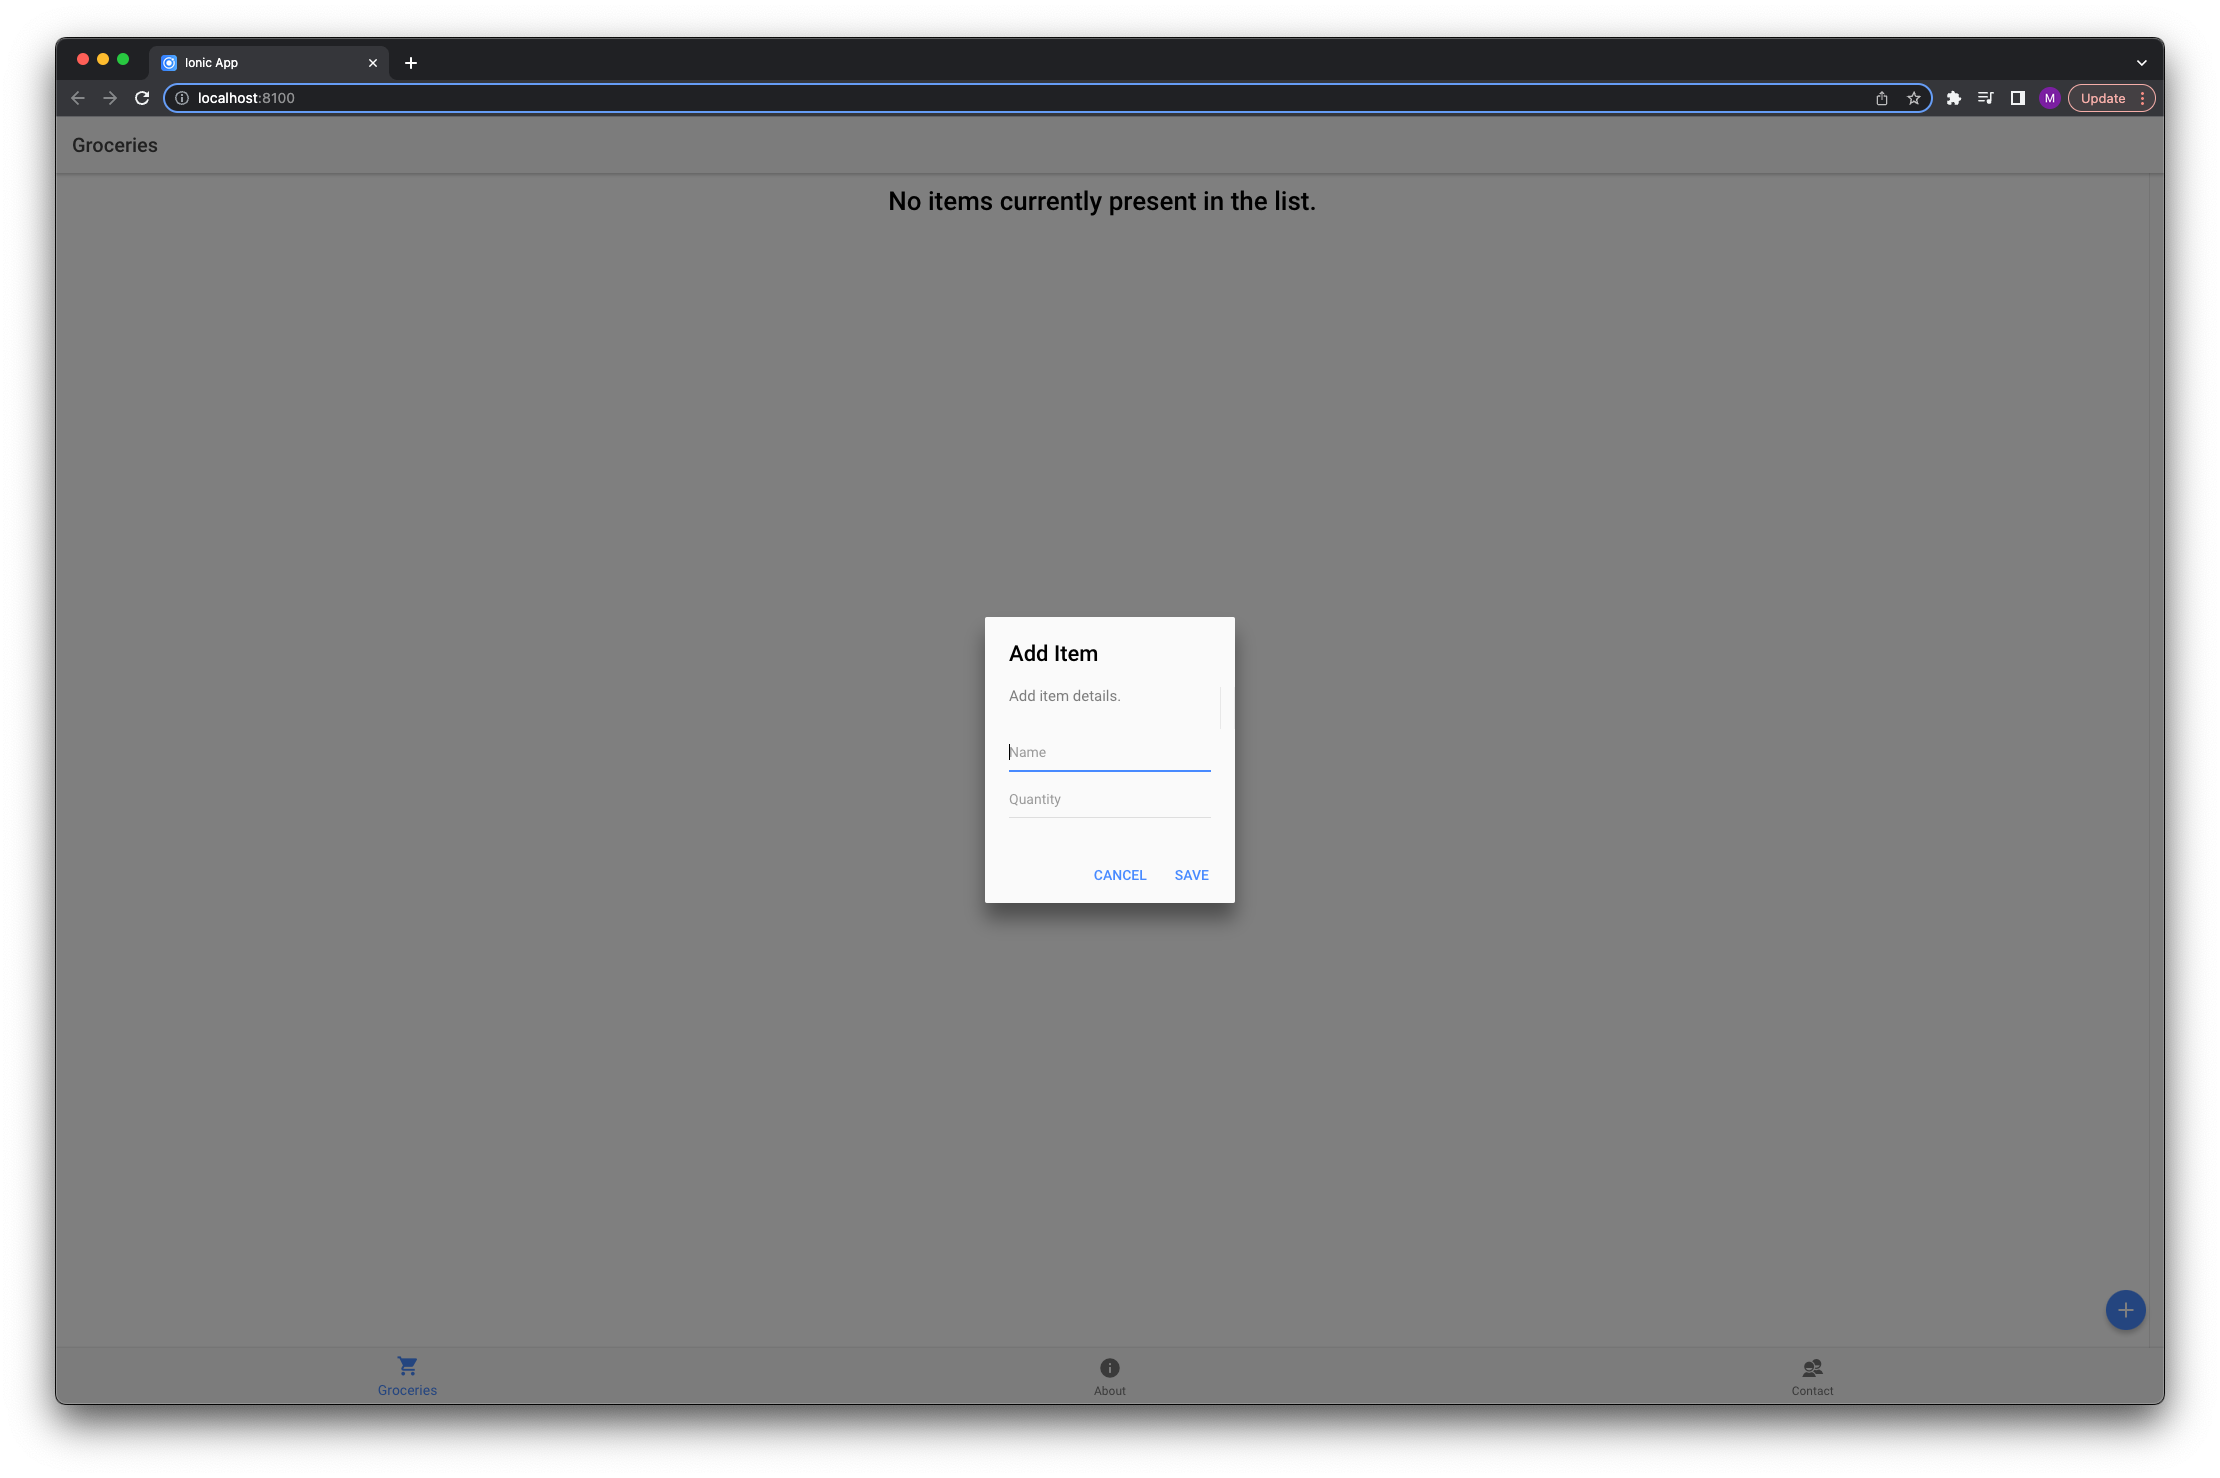 Ionic App
localhost:8100
M
Update
Groceries
No items currently present in the list.
Add Item
Add item details.
Name
Quantity
CANCEL SAVE
Groceries
About
Contact